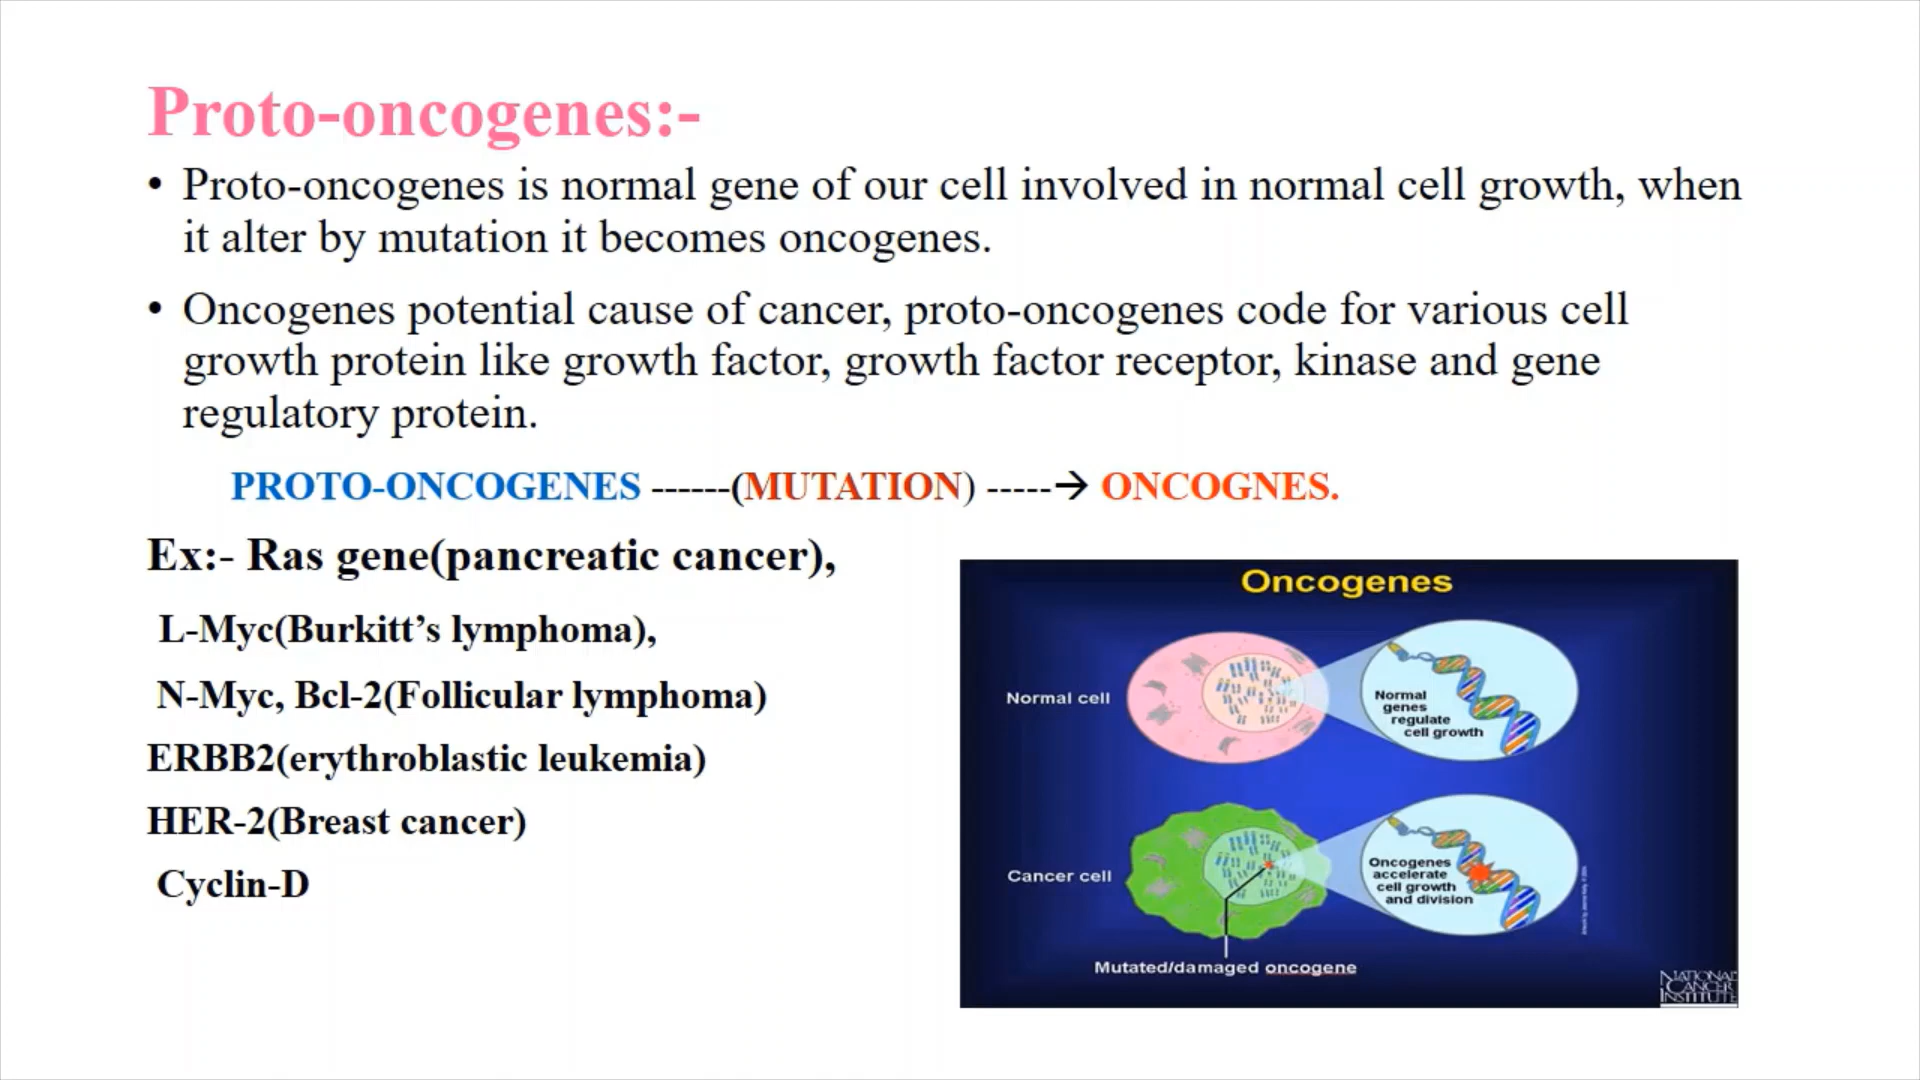 Proto-oncogenes:-
• Proto-oncogenes is normal gene of our cell involved in normal cell growth, when
it alter by mutation it becomes oncogenes.
• Oncogenes potential cause of cancer, proto-oncogenes code for various cell
growth protein like growth factor, growth factor receptor, kinase and gene
regulatory protein.
PROTO-ONCOGENES ------(MUTATION) -----→ ONCOGNES.
Ex:- Ras gene(pancreatic cancer),
L-Myc(Burkitt’s lymphoma),
N-Myc, Bcl-2(Follicular lymphoma)
ERBB2(erythroblastic leukemia)
HER-2(Breast cancer)
Cyclin-D
Oncogenes
Normal cell
Normal
genes
regulate
cell growth
Cancer cell
Oncogenes
accelerate
cell growth
and division
Mutated/damaged oncogene
NATIONAL
CANCER
INSTITUTE